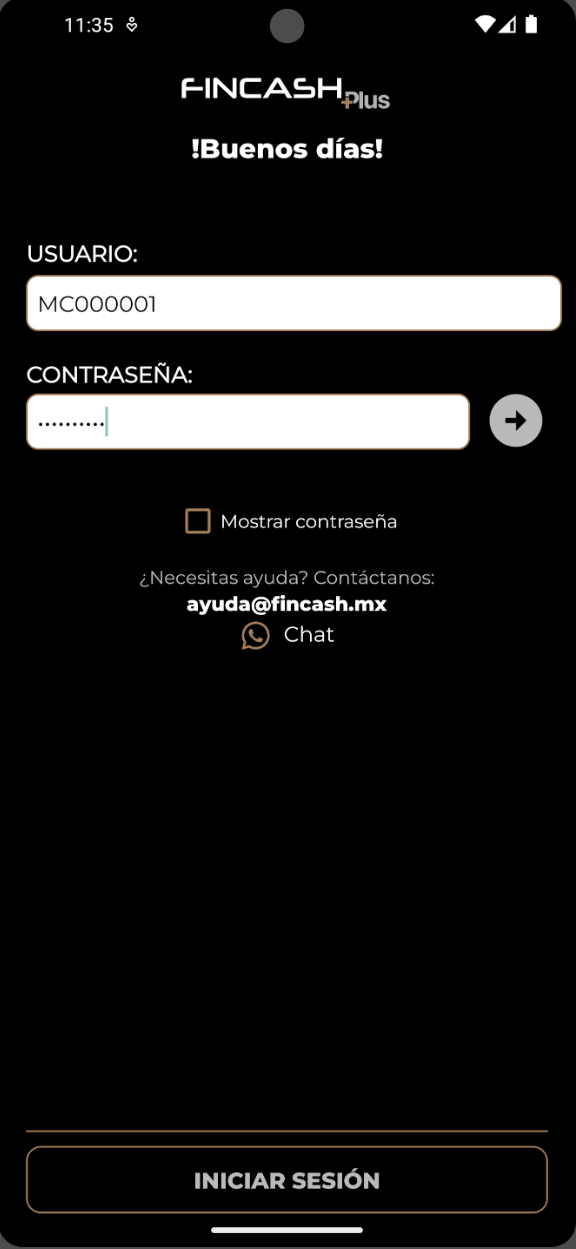 11:35
FINCASH
Plus
!Buenos días!
USUARIO:
MC000001
CONTRASEÑA:
••••••••••
Mostrar contraseña
¿Necesitas ayuda? Contáctanos:
ayuda@fincash.mx
Chat
INICIAR SESIÓN